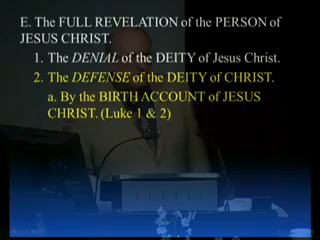 E. The FULL REVELATION of the PERSON of
JESUS CHRIST.
1. The DENIAL of the DEITY of Jesus Christ.
2. The DEFENSE of the DEITY of CHRIST.
a. By the BIRTH ACCOUNT of JESUS
CHRIST. (Luke 1 & 2)